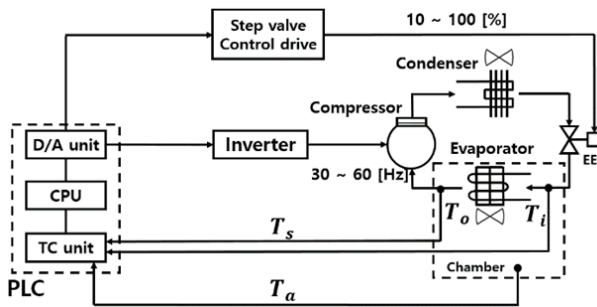 Step valve
Control drive
10 ~ 100 [%]
Condenser
Compressor
D/A unit
Inverter
EE
Evaporator
30 ~ 60 [Hz]
CPU
T_o
T_i
T_s
TC unit
Chamber
PLC
T_a